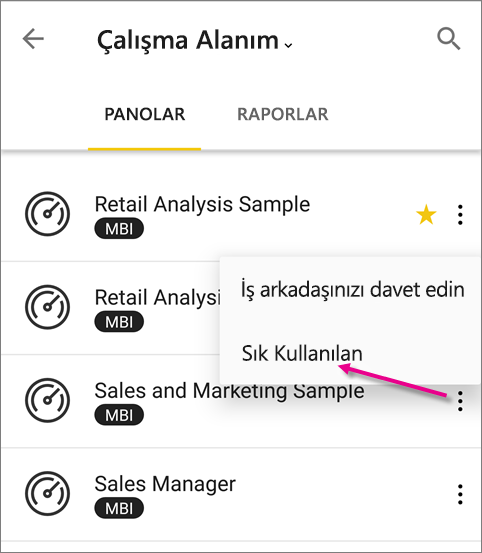 Çalışma Alanım
PANOLAR RAPORLAR
Retail Analysis Sample
MBI
İş arkadaşınızı davet edin
Retail Analysi
MBI
Sık Kullanılan
Sales and Marketing Sample
MBI
Sales Manager
MBI